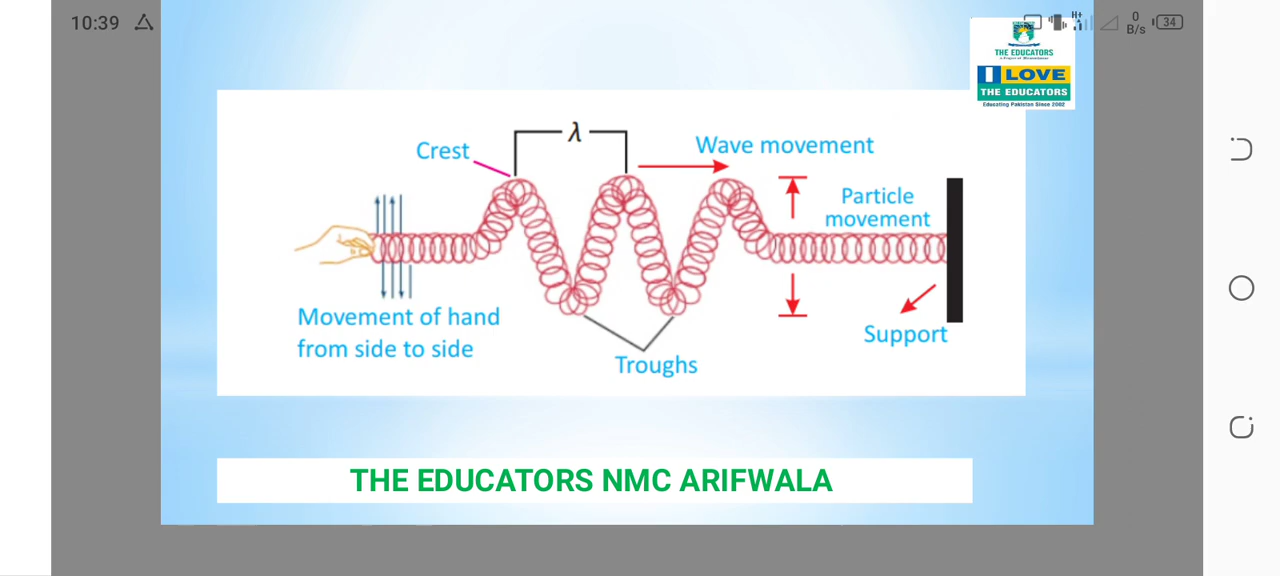 10:39
H+
0
B/s
34
THE EDUCATORS
I LOVE
THE EDUCATORS
Educating Pakistan Since 2002
λ
Crest
Wave movement
Particle
movement
Movement of hand
from side to side
Support
Troughs
THE EDUCATORS NMC ARIFWALA